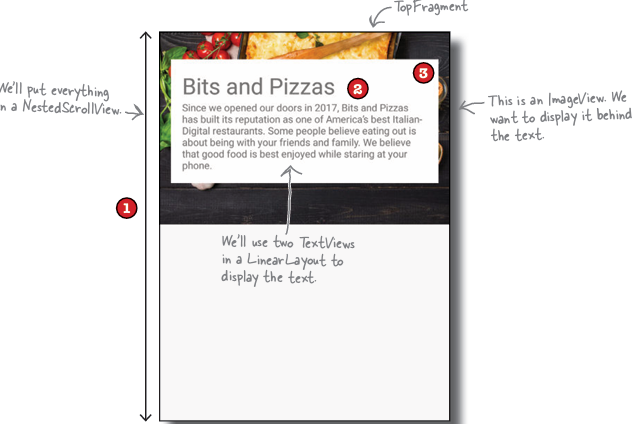 TopFragment
We'll put everything
in a NestedScrollView.
Bits and Pizzas
2
3
Since we opened our doors in 2017, Bits and Pizzas
has built its reputation as one of America's best Italian-
Digital restaurants. Some people believe eating out is
about being with your friends and family. We believe
that good food is best enjoyed while staring at your
phone.
This is an ImageView. We
want to display it behind
the text.
1
We'll use two TextViews
in a LinearLayout to
display the text.